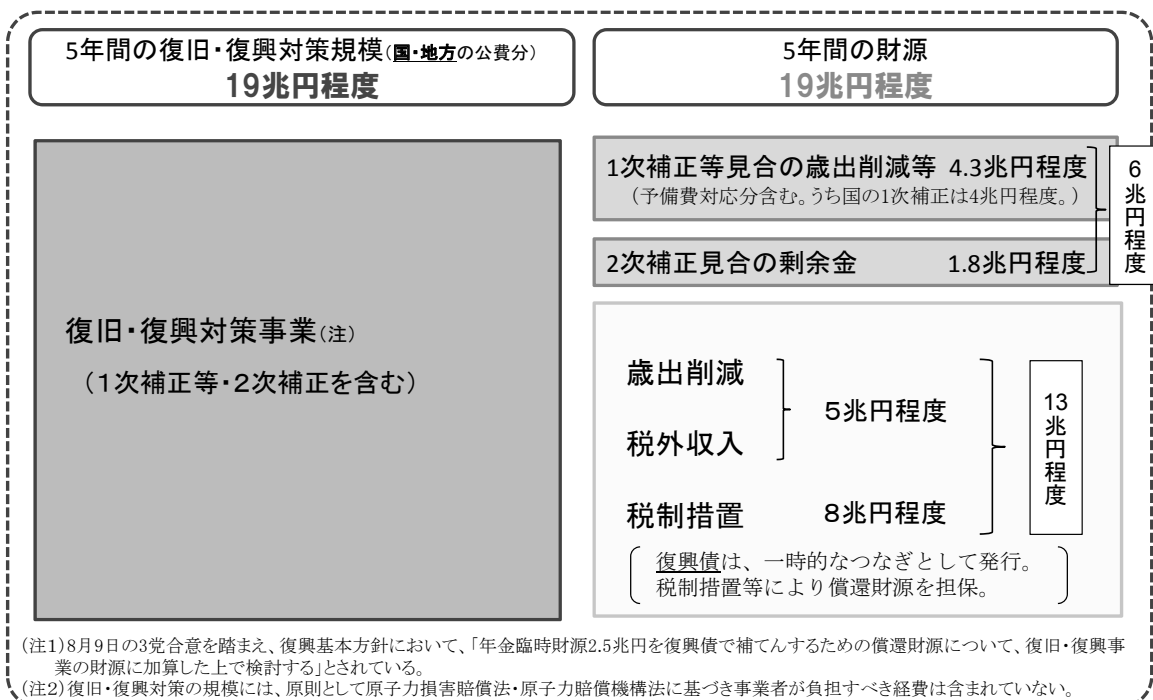 5年間の復旧・復興対策規模(国・地方の公費分)
19兆円程度
5年間の財源
19兆円程度
復旧・復興対策事業(注)
(1次補正等・2次補正を含む)
1次補正等見合の歳出削減等 4.3兆円程度
(予備費対応分含む。うち国の1次補正は4兆円程度。)
2次補正見合の剰余金 1.8兆円程度
6兆円程度
歳出削減
税外収入
5兆円程度
税制措置 8兆円程度
13兆円程度
復興債は、一時的なつなぎとして発行。
税制措置等により償還財源を担保。
(注1)8月9日の3党合意を踏まえ、復興基本方針において、「年金臨時財源2.5兆円を復興債で補てんするための償還財源について、復旧・復興事
業の財源に加算した上で検討する」とされている。
(注2)復旧・復興対策の規模には、原則として原子力損害賠償法・原子力賠償機構法に基づき事業者が負担すべき経費は含まれていない。